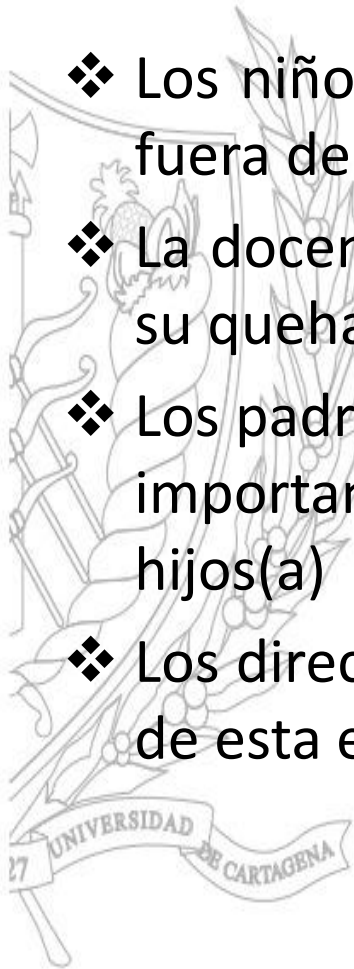 ❖ Los niño
fuera de
❖ La docen
su queha
❖ Los padr
importan
hijos(a)
❖ Los direc
de esta e
27 UNIVERSIDAD DE CARTAGENA